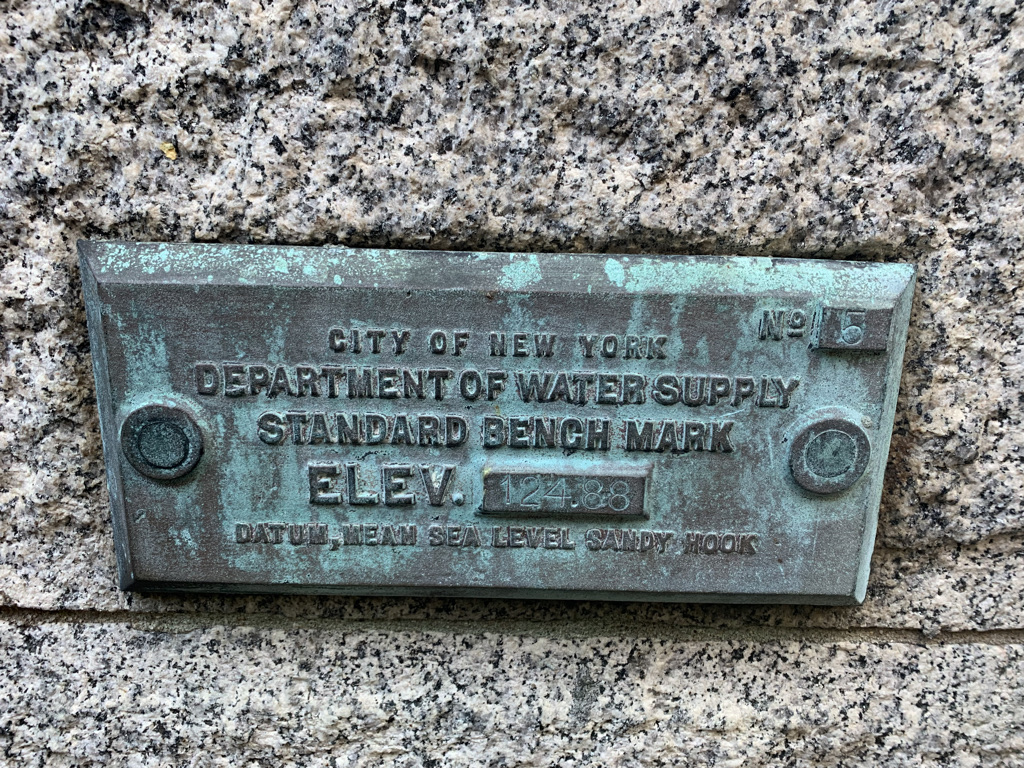 Nº 5
CITY OF NEW YORK
DEPARTMENT OF WATER SUPPLY
STANDARD BENCH MARK
ELEV. 124.88
DATUM, MEAN SEA LEVEL SANDY HOOK